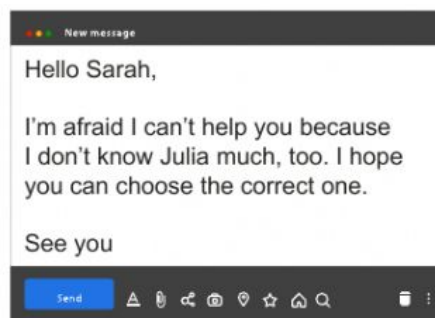 New message
Hello Sarah,
I'm afraid I can't help you because
I don't know Julia much, too. I hope
you can choose the correct one.
See you
Send